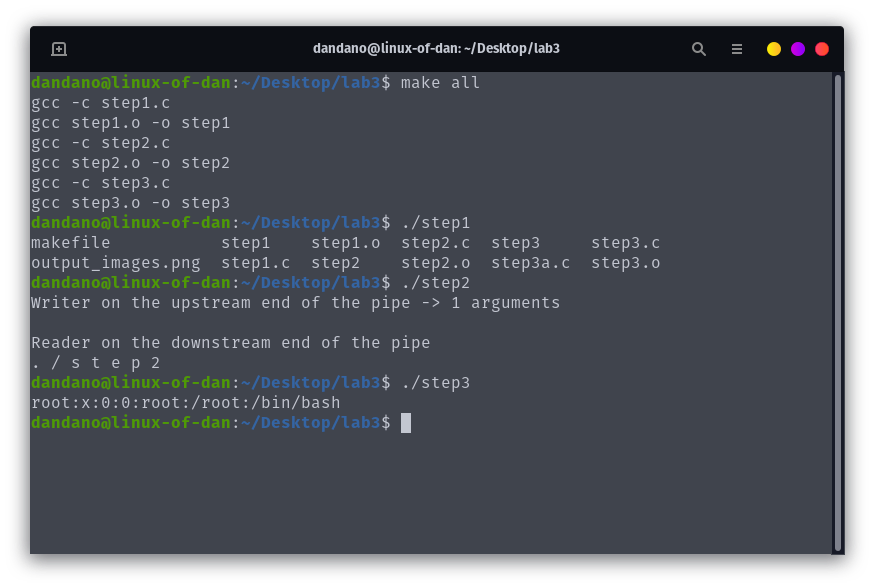 dandano@linux-of-dan: ~/Desktop/lab3
dandano@linux-of-dan:~/Desktop/lab3$ make all
gcc -c step1.c
gcc step1.o -o step1
gcc -c step2.c
gcc step2.o -o step2
gcc -c step3.c
gcc step3.o -o step3
dandano@linux-of-dan:~/Desktop/lab3$ ./step1
makefile           step1    step1.o  step2.c  step3     step3.c
output_images.png  step1.c  step2    step2.o  step3a.c  step3.o
dandano@linux-of-dan:~/Desktop/lab3$ ./step2
Writer on the upstream end of the pipe -> 1 arguments
Reader on the downstream end of the pipe
. / s t e p 2
dandano@linux-of-dan:~/Desktop/lab3$ ./step3
root:x:0:0:root:/root:/bin/bash
dandano@linux-of-dan:~/Desktop/lab3$